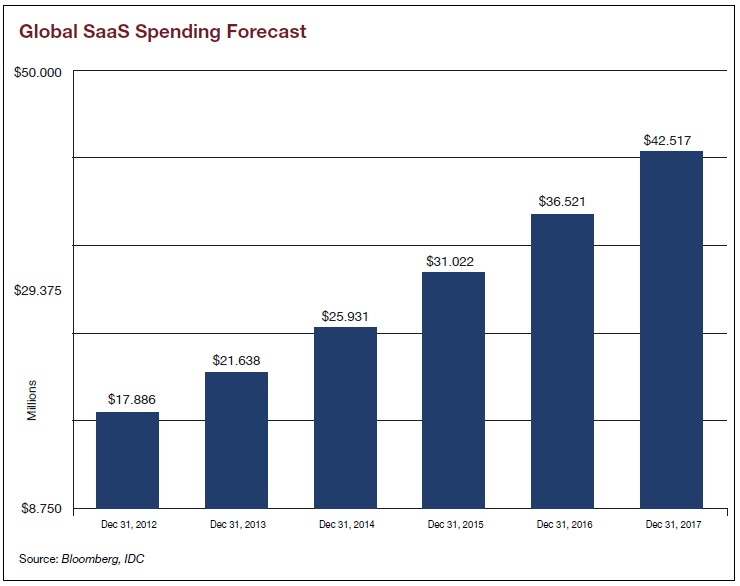 Global SaaS Spending Forecast
$50.000
$42.517
$36.521
$31.022
$29.375
$25.931
$21.638
$17.886
Millions
$8.750
Dec 31, 2012 Dec 31, 2013 Dec 31, 2014 Dec 31, 2015 Dec 31, 2016 Dec 31, 2017
Source: Bloomberg, IDC